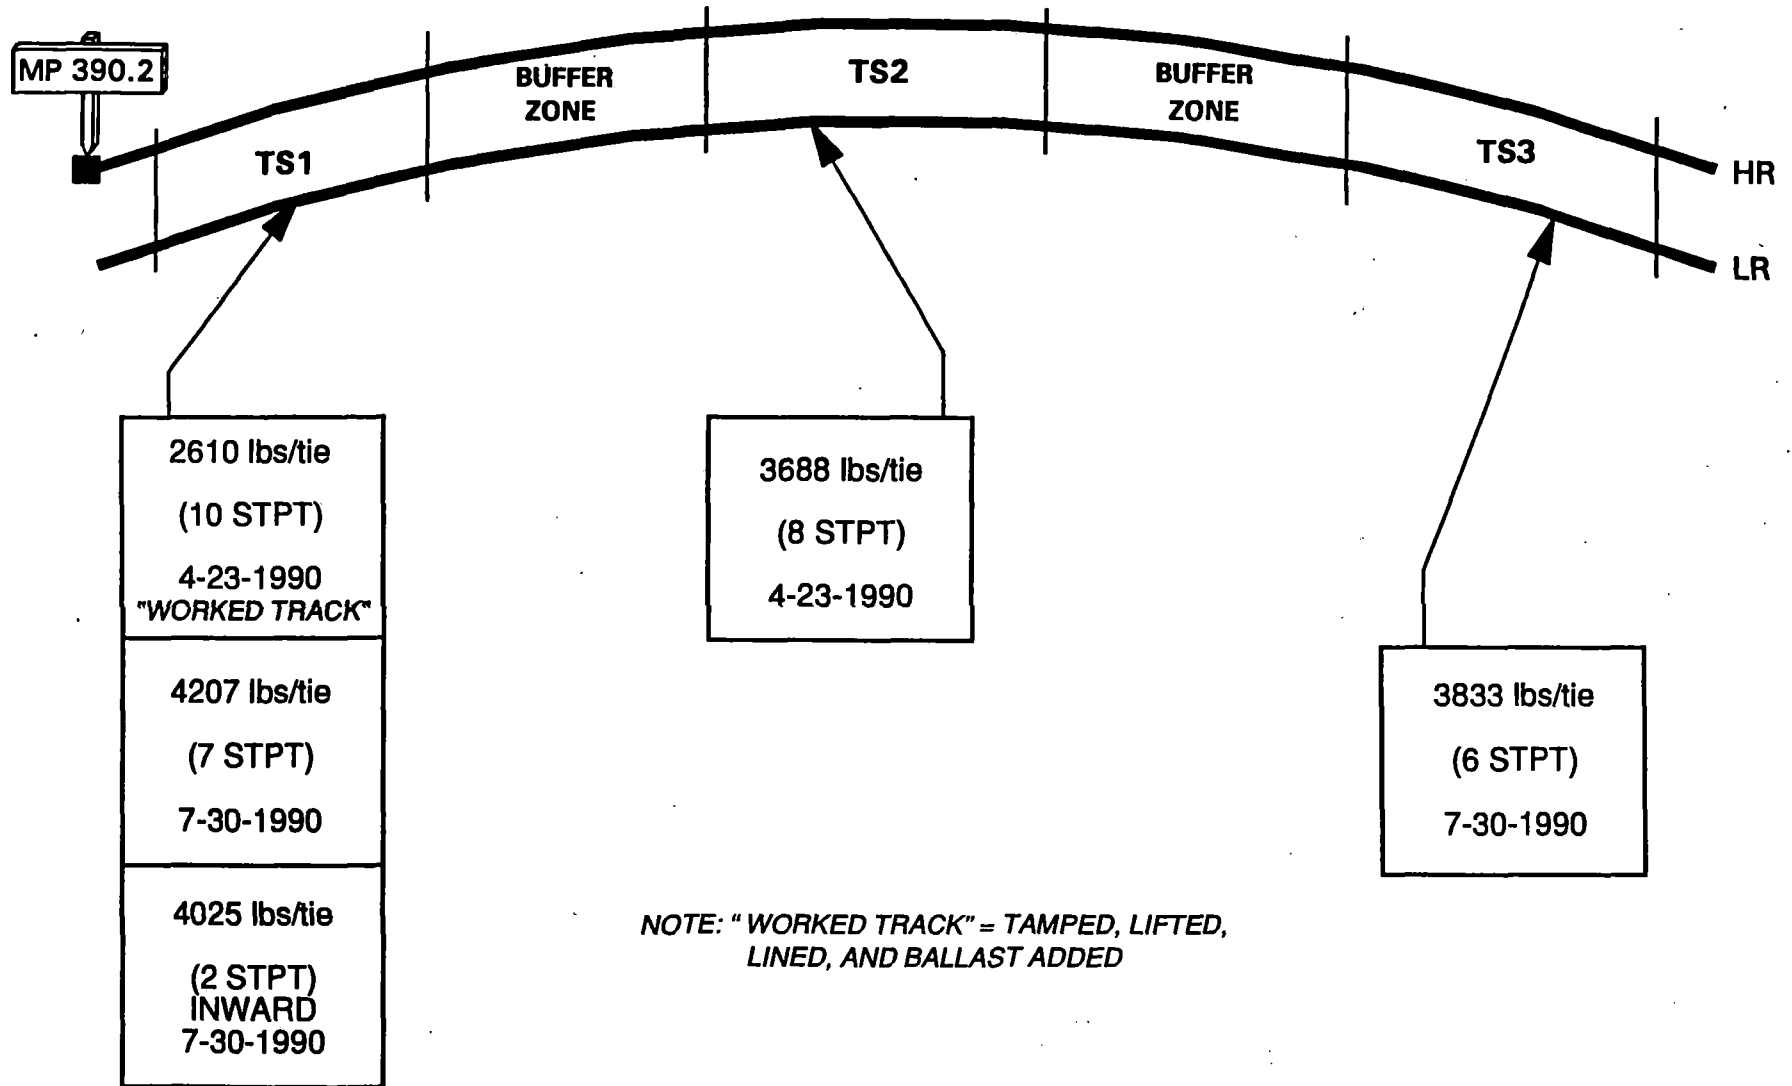 MP 390.2
TS1
BUFFER
ZONE
TS2
BUFFER
ZONE
TS3
HR
LR
2610 lbs/tie
(10 STPT)
4-23-1990
"WORKED TRACK"
4207 lbs/tie
(7 STPT)
7-30-1990
4025 lbs/tie
(2 STPT)
INWARD
7-30-1990
3688 lbs/tie
(8 STPT)
4-23-1990
3833 lbs/tie
(6 STPT)
7-30-1990
NOTE: "WORKED TRACK" = TAMPED, LIFTED,
LINED, AND BALLAST ADDED